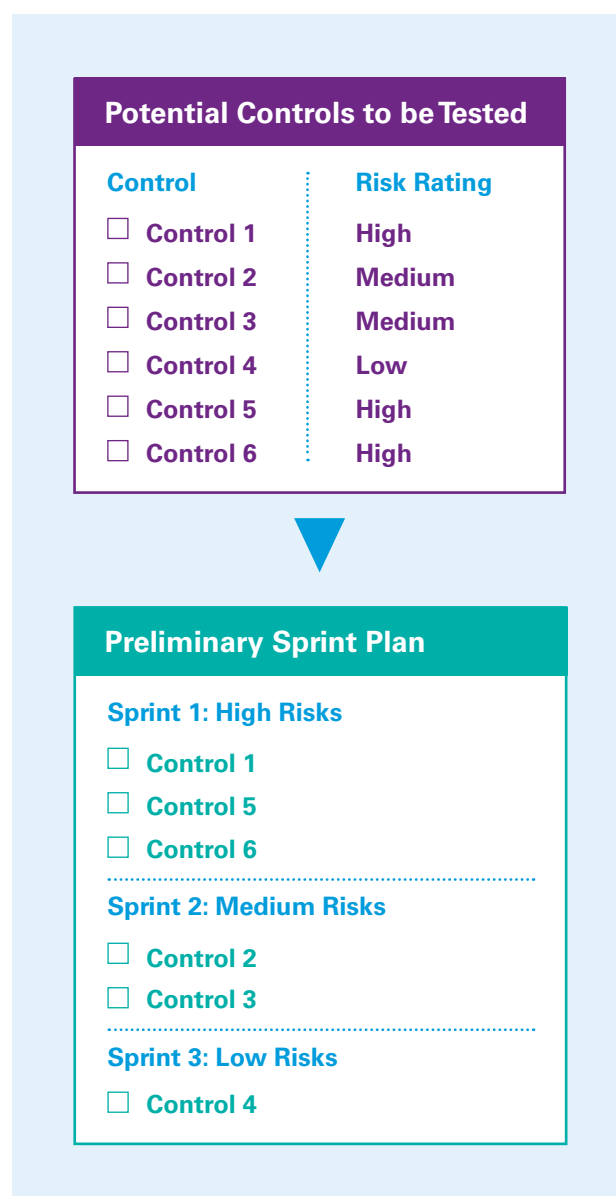 Potential Controls to be Tested
Control Risk Rating
Control 1 High
Control 2 Medium
Control 3 Medium
Control 4 Low
Control 5 High
Control 6 High
Preliminary Sprint Plan
Sprint 1: High Risks
Control 1
Control 5
Control 6
Sprint 2: Medium Risks
Control 2
Control 3
Sprint 3: Low Risks
Control 4